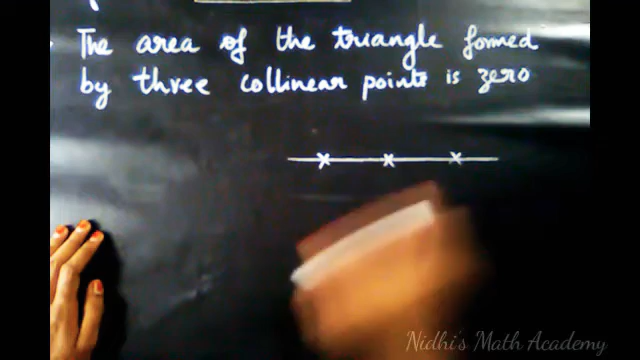 The area of the triangle formed
by three collinear points is zero
Nidhi's Math Academy